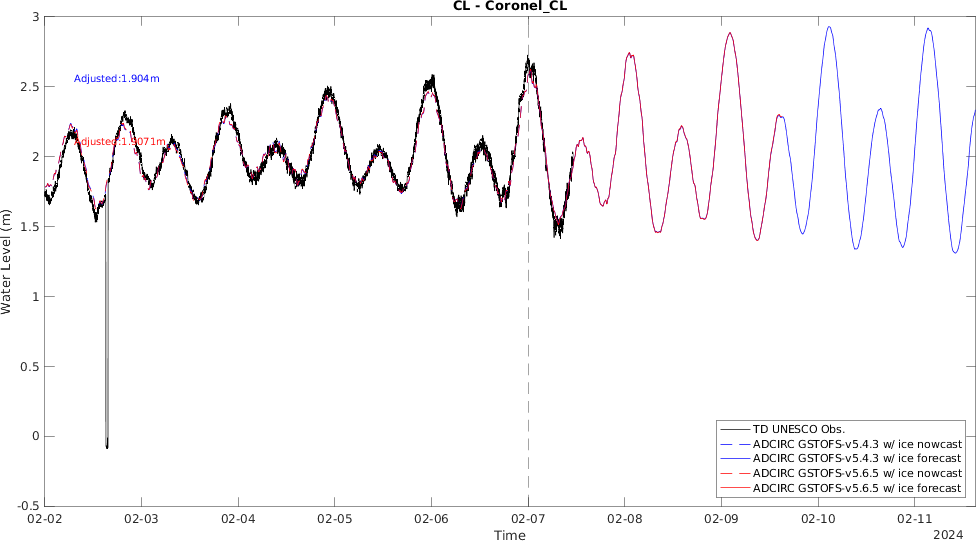 CL - Coronel_CL
3
2.5
2
1.5
1
0.5
0
-0.5
Water Level (m)
Adjusted:1.904m
Adjusted:1.9071m
TD UNESCO Obs.
ADCIRC GSTOFS-v5.4.3 w/ ice nowcast
ADCIRC GSTOFS-v5.4.3 w/ ice forecast
ADCIRC GSTOFS-v5.6.5 w/ ice nowcast
ADCIRC GSTOFS-v5.6.5 w/ ice forecast
02-02 02-03 02-04 02-05 02-06 02-07 02-08 02-09 02-10 02-11
Time
2024